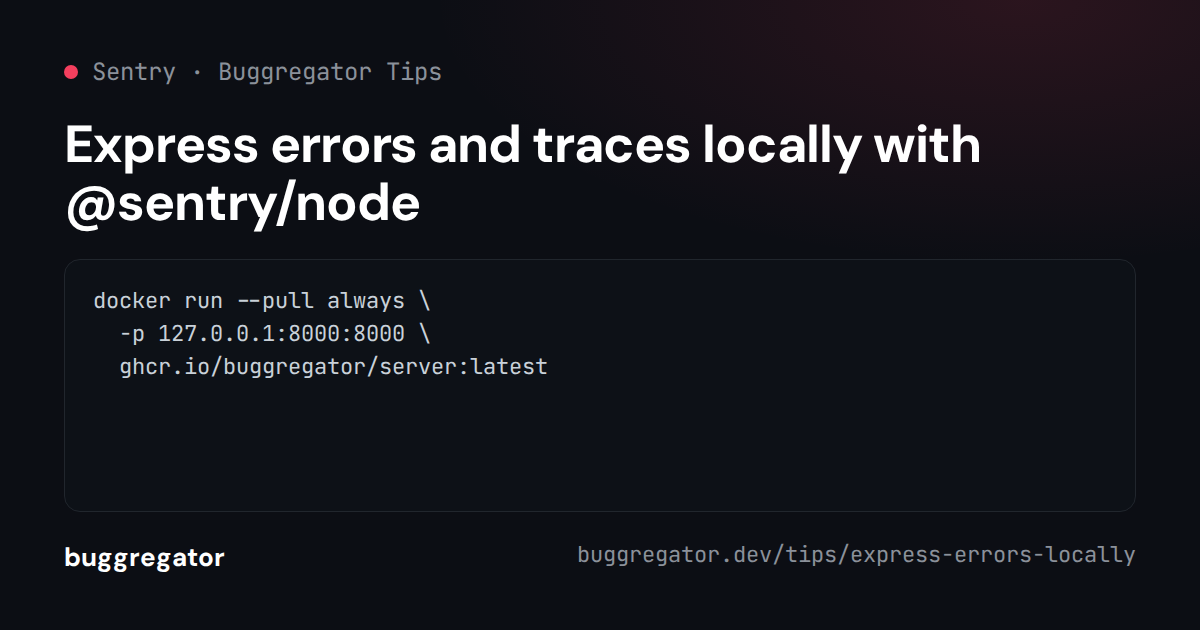 Sentry · Buggregator Tips
Express errors and traces locally with
@sentry/node
docker run --pull always \
  -p 127.0.0.1:8000:8000 \
  ghcr.io/buggregator/server:latest
buggregator
buggregator.dev/tips/express-errors-locally